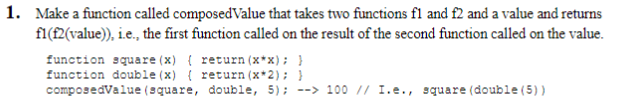 1. Make a function called composedValue that takes two functions f1 and f2 and a value and returns
f1(f2(value)), i.e., the first function called on the result of the second function called on the value.
function square(x) { return(x*x); }
function double(x) { return(x*2); }
composedValue(square, double, 5); --> 100 // I.e., square(double(5))